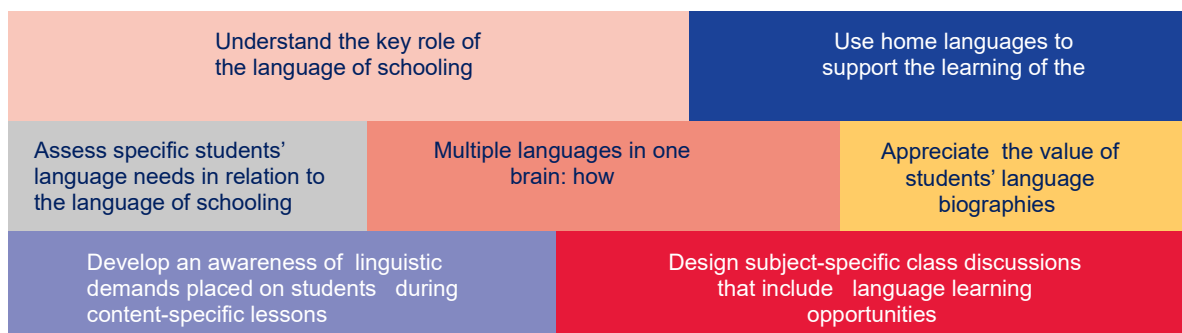 Understand the key role of
the language of schooling
Use home languages to
support the learning of the
Assess specific students’
language needs in relation to
the language of schooling
Multiple languages in one
brain: how
Appreciate the value of
students’ language
biographies
Develop an awareness of linguistic
demands placed on students during
content-specific lessons
Design subject-specific class discussions
that include language learning
opportunities